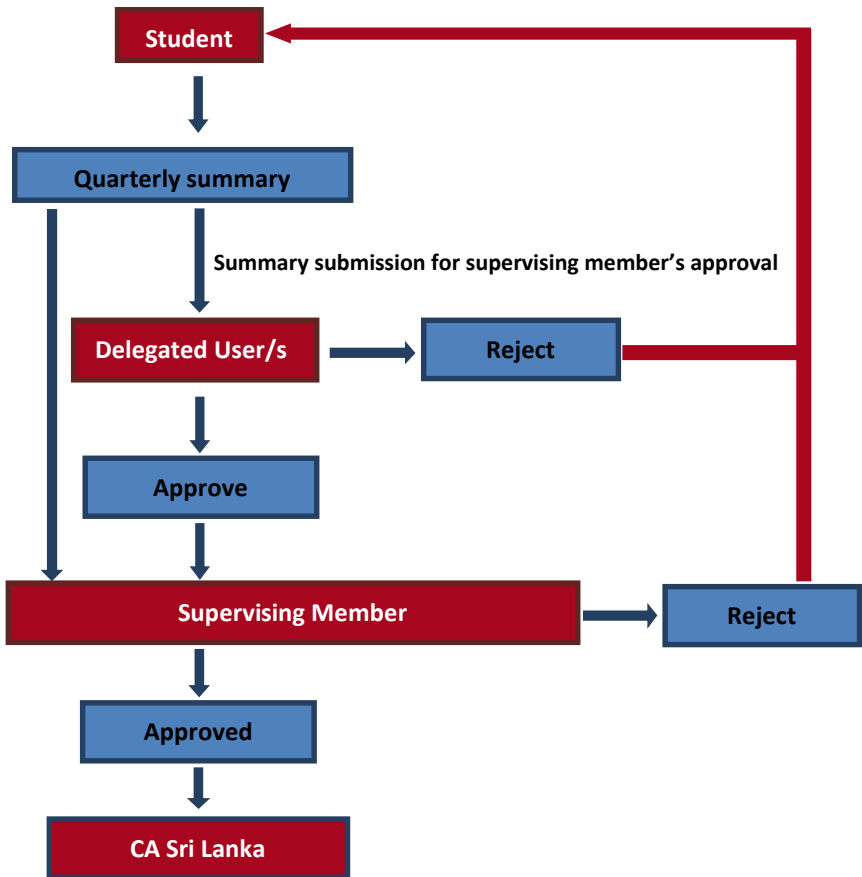 Student
Quarterly summary
Summary submission for supervising member’s approval
Delegated User/s
Reject
Approve
Supervising Member
Reject
Approved
CA Sri Lanka